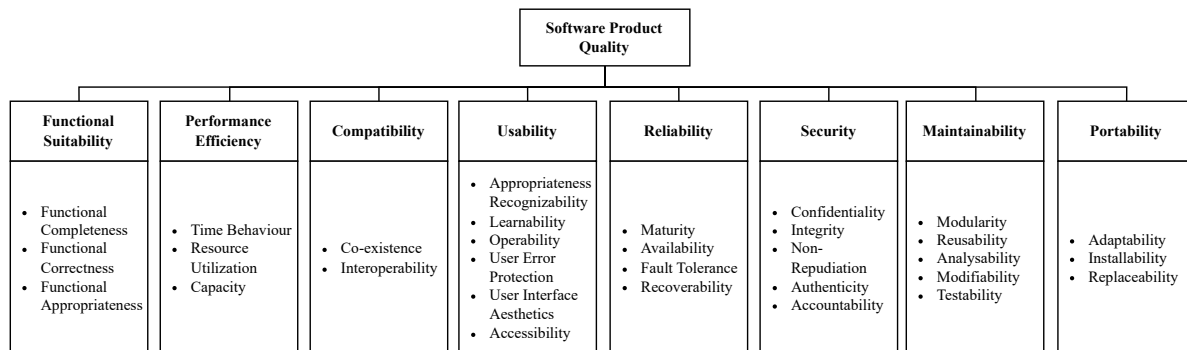 Software Product
Quality
Functional
Suitability
Performance
Efficiency
Compatibility
Usability
Reliability
Security
Maintainability
Portability
• Functional
Completeness
• Functional
Correctness
• Functional
Appropriateness
• Time Behaviour
• Resource
Utilization
• Capacity
• Co-existence
• Interoperability
• Appropriateness
Recognizability
• Learnability
• Operability
• User Error
Protection
• User Interface
Aesthetics
• Accessibility
• Maturity
• Availability
• Fault Tolerance
• Recoverability
• Confidentiality
• Integrity
• Non-
Repudiation
• Authenticity
• Accountability
• Modularity
• Reusability
• Analysability
• Modifiability
• Testability
• Adaptability
• Installability
• Replaceability